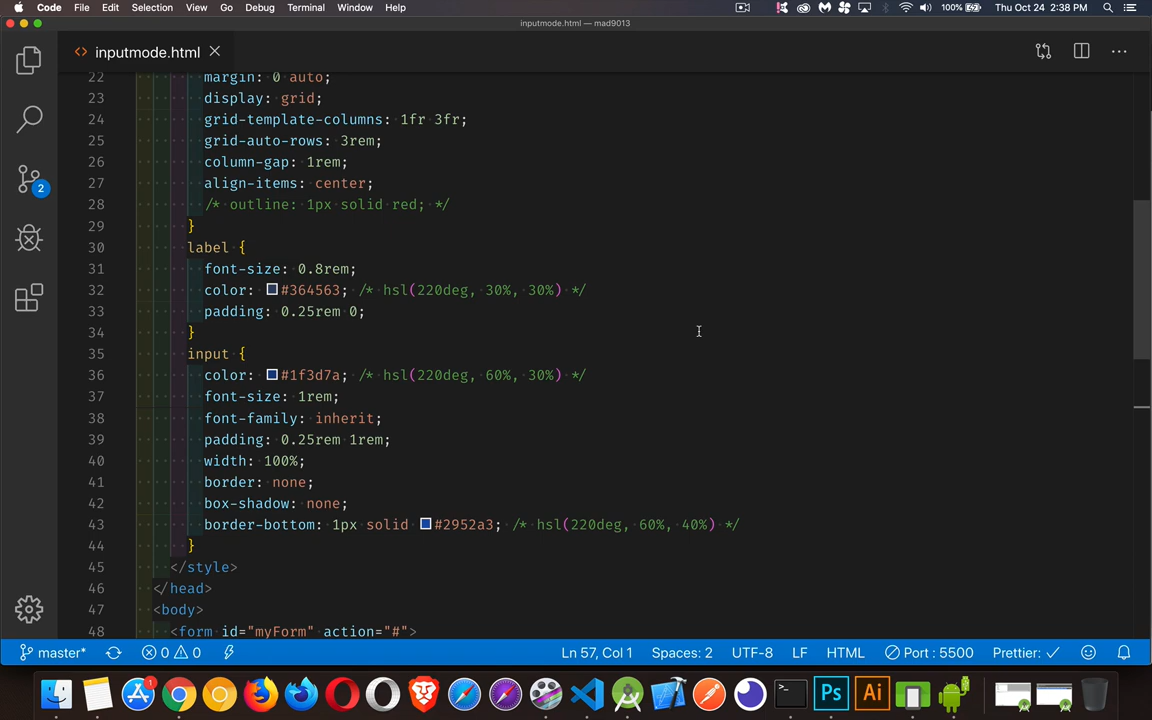 Code File Edit Selection View Go Debug Terminal Window Help 100% Thu Oct 24 2:38 PM
inputmode.html — mad9013
<> inputmode.html
22 margin: 0 auto;
23 display: grid;
24 grid-template-columns: 1fr 3fr;
25 grid-auto-rows: 3rem;
26 column-gap: 1rem;
27 align-items: center;
28 /* outline: 1px solid red; */
29 }
30 label {
31 font-size: 0.8rem;
32 color: #364563; /* hsl(220deg, 30%, 30%) */
33 padding: 0.25rem 0;
34 }
35 input {
36 color: #1f3d7a; /* hsl(220deg, 60%, 30%) */
37 font-size: 1rem;
38 font-family: inherit;
39 padding: 0.25rem 1rem;
40 width: 100%;
41 border: none;
42 box-shadow: none;
43 border-bottom: 1px solid #2952a3; /* hsl(220deg, 60%, 40%) */
44 }
45 </style>
46 </head>
47 <body>
48 <form id="myForm" action="#">
2
master* 0 0 Ln 57, Col 1 Spaces: 2 UTF-8 LF HTML Port : 5500 Prettier: ✓
1
Ps
Ai